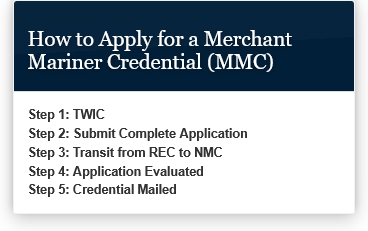 How to Apply for a Merchant
Mariner Credential (MMC)
Step 1: TWIC
Step 2: Submit Complete Application
Step 3: Transit from REC to NMC
Step 4: Application Evaluated
Step 5: Credential Mailed